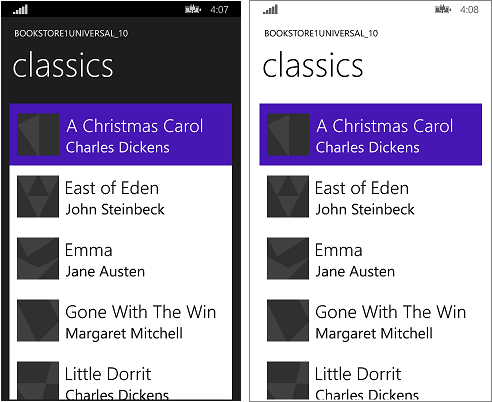 4:07
BOOKSTORE1UNIVERSAL_10
classics
A Christmas Carol
Charles Dickens
East of Eden
John Steinbeck
Emma
Jane Austen
Gone With The Win
Margaret Mitchell
Little Dorrit
Charles Dickens
4:08
BOOKSTORE1UNIVERSAL_10
classics
A Christmas Carol
Charles Dickens
East of Eden
John Steinbeck
Emma
Jane Austen
Gone With The Win
Margaret Mitchell
Little Dorrit
Charles Dickens